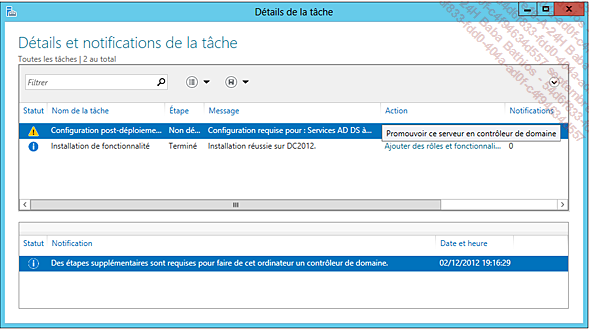 Détails de la tâche
Détails et notifications de la tâche
Toutes les tâches | 2 au total
Filtrer
Statut Nom de la tâche Étape Message Action Notifications
Configuration post-déploieme... Non dé... Configuration requise pour : Services AD DS à...
Promouvoir ce serveur en contrôleur de domaine
Installation de fonctionnalité Terminé Installation réussie sur DC2012. Ajouter des rôles et fonctionnali... 0
Statut Notification Date et heure
Des étapes supplémentaires sont requises pour faire de cet ordinateur un contrôleur de domaine. 02/12/2012 19:16:29